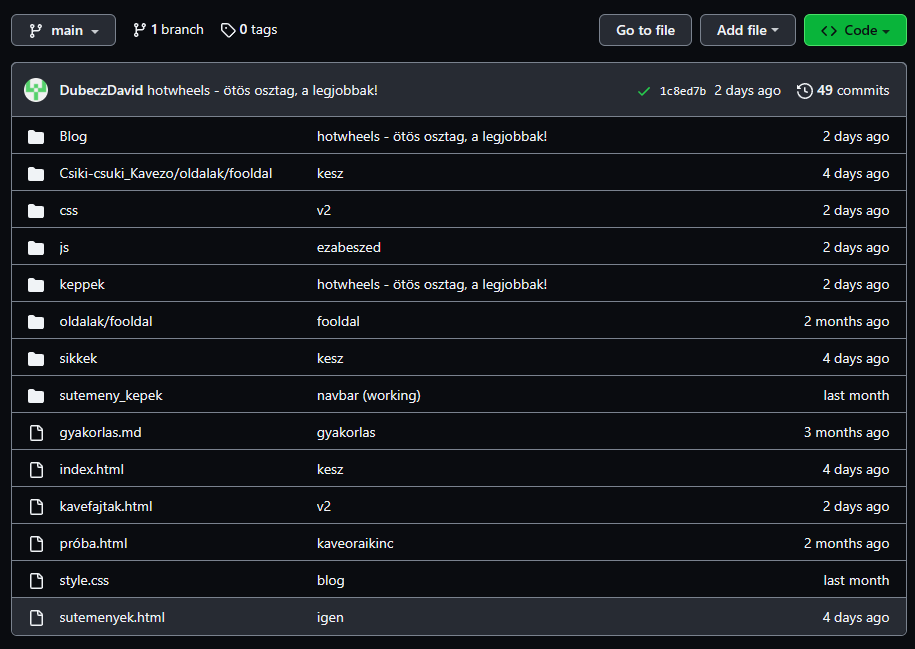 main 1 branch 0 tags Go to file Add file Code
DubeczDavid hotwheels - ötös osztag, a legjobbak! 1c8ed7b 2 days ago 49 commits
Blog hotwheels - ötös osztag, a legjobbak! 2 days ago
Csiki-csuki_Kavezo/oldalak/fooldal kesz 4 days ago
css v2 2 days ago
js ezabeszed 2 days ago
keppek hotwheels - ötös osztag, a legjobbak! 2 days ago
oldalak/fooldal fooldal 2 months ago
sikkek kesz 4 days ago
sutemeny_kepek navbar (working) last month
gyakorlas.md gyakorlas 3 months ago
index.html kesz 4 days ago
kavefajtak.html v2 2 days ago
próba.html kaveoraikinc 2 months ago
style.css blog last month
sutemenyek.html igen 4 days ago